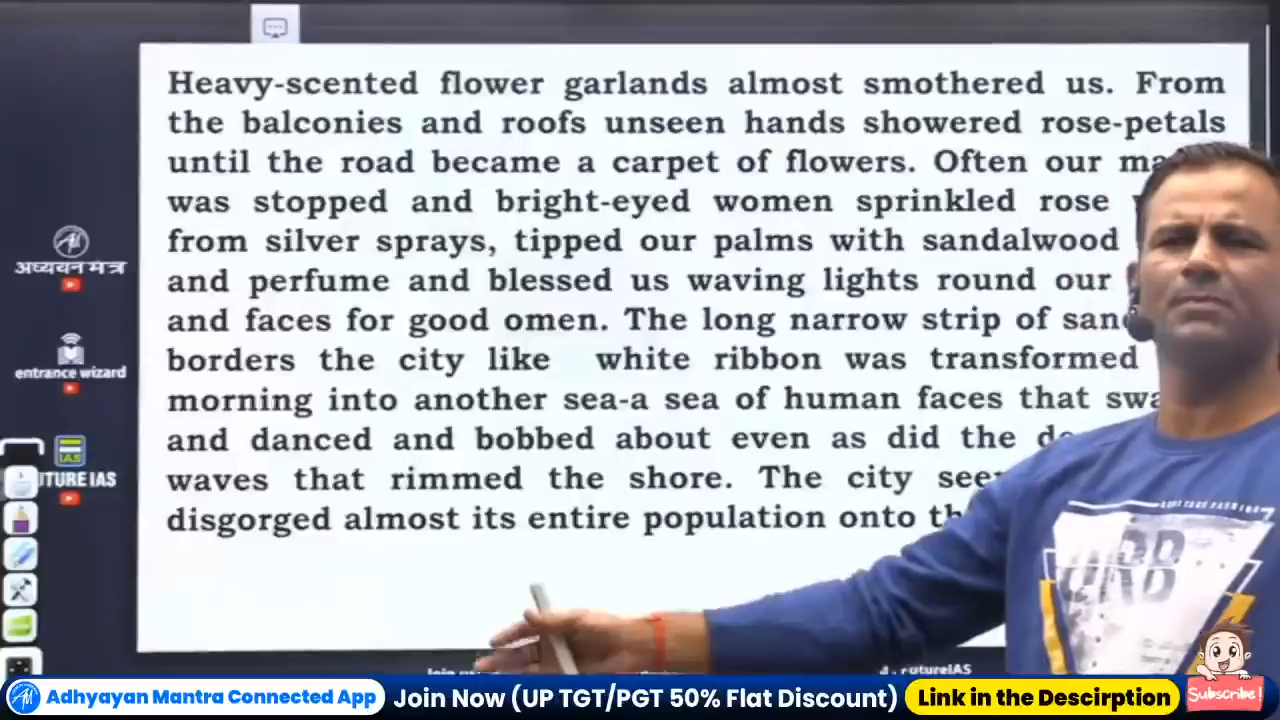 Heavy-scented flower garlands almost smothered us. From
the balconies and roofs unseen hands showered rose-petals
until the road became a carpet of flowers. Often our
was stopped and bright-eyed women sprinkled rose
from silver sprays, tipped our palms with sandalwood
and perfume and blessed us waving lights round our
and faces for good omen. The long narrow strip of
borders the city like white ribbon was transformed
morning into another sea-a sea of human faces that
and danced and bobbed about even as did the
waves that rimmed the shore. The city
disgorged almost its entire population onto
अध्ययन मंत्र
entrance wizard
IAS
TURE IAS
Adhyayan Mantra Connected App
Join Now (UP TGT/PGT 50% Flat Discount)
Link in the Descirption
Subscribe!